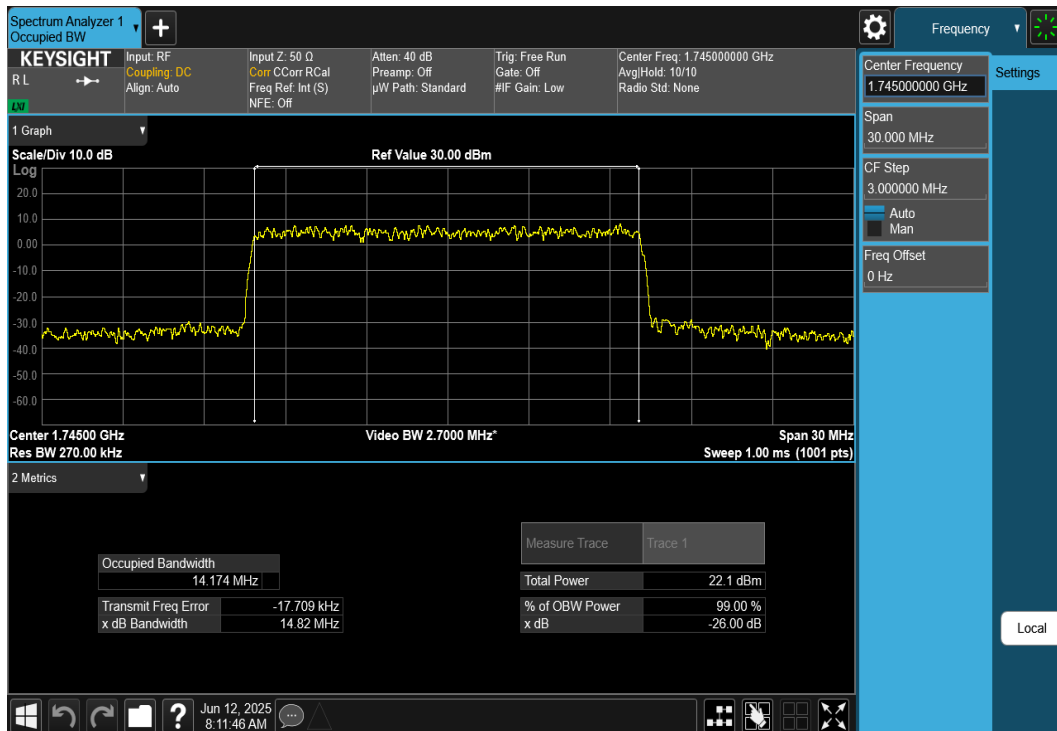 Spectrum Analyzer 1
Occupied BW
Frequency
KEYSIGHT
R L
LXI
Input: RF
Coupling: DC
Align: Auto
Input Z: 50 Ω
Corr CCorr RCal
Freq Ref: Int (S)
NFE: Off
Atten: 40 dB
Preamp: Off
µW Path: Standard
Trig: Free Run
Gate: Off
#IF Gain: Low
Center Freq: 1.745000000 GHz
Avg|Hold: 10/10
Radio Std: None
Center Frequency
1.745000000 GHz
Settings
Span
30.000 MHz
CF Step
3.000000 MHz
Auto
Man
Freq Offset
0 Hz
Local
1 Graph
Scale/Div 10.0 dB
Ref Value 30.00 dBm
Log
20.0
10.0
0.00
-10.0
-20.0
-30.0
-40.0
-50.0
-60.0
Center 1.74500 GHz
Video BW 2.7000 MHz*
Span 30 MHz
Res BW 270.00 kHz
Sweep 1.00 ms (1001 pts)
2 Metrics
Measure Trace
Trace 1
Occupied Bandwidth
14.174 MHz
Total Power
22.1 dBm
Transmit Freq Error
-17.709 kHz
% of OBW Power
99.00 %
x dB Bandwidth
14.82 MHz
x dB
-26.00 dB
?
Jun 12, 2025
8:11:46 AM